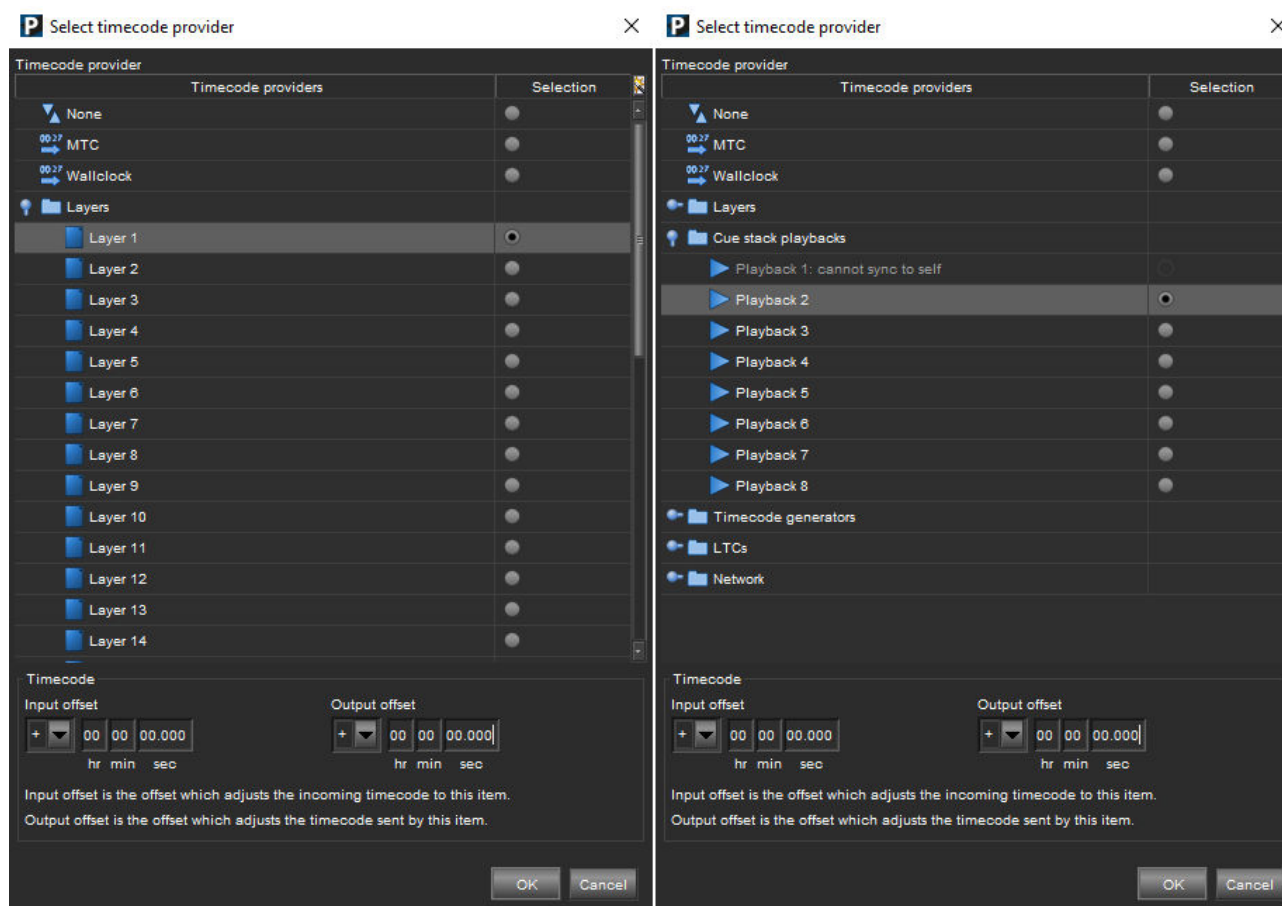 Select timecode provider
Timecode provider
Timecode providers Selection
None
00:27 MTC
00:27 Wallclock
Layers
Layer 1
Layer 2
Layer 3
Layer 4
Layer 5
Layer 6
Layer 7
Layer 8
Layer 9
Layer 10
Layer 11
Layer 12
Layer 13
Layer 14
Timecode
Input offset Output offset
+ 00 00 00.000 + 00 00 00.000
hr min sec hr min sec
Input offset is the offset which adjusts the incoming timecode to this item.
Output offset is the offset which adjusts the timecode sent by this item.
OK Cancel
Select timecode provider
Timecode provider
Timecode providers Selection
None
00:27 MTC
00:27 Wallclock
Layers
Cue stack playbacks
Playback 1: cannot sync to self
Playback 2
Playback 3
Playback 4
Playback 5
Playback 6
Playback 7
Playback 8
Timecode generators
LTCs
Network
Timecode
Input offset Output offset
+ 00 00 00.000 + 00 00 00.000
hr min sec hr min sec
Input offset is the offset which adjusts the incoming timecode to this item.
Output offset is the offset which adjusts the timecode sent by this item.
OK Cancel